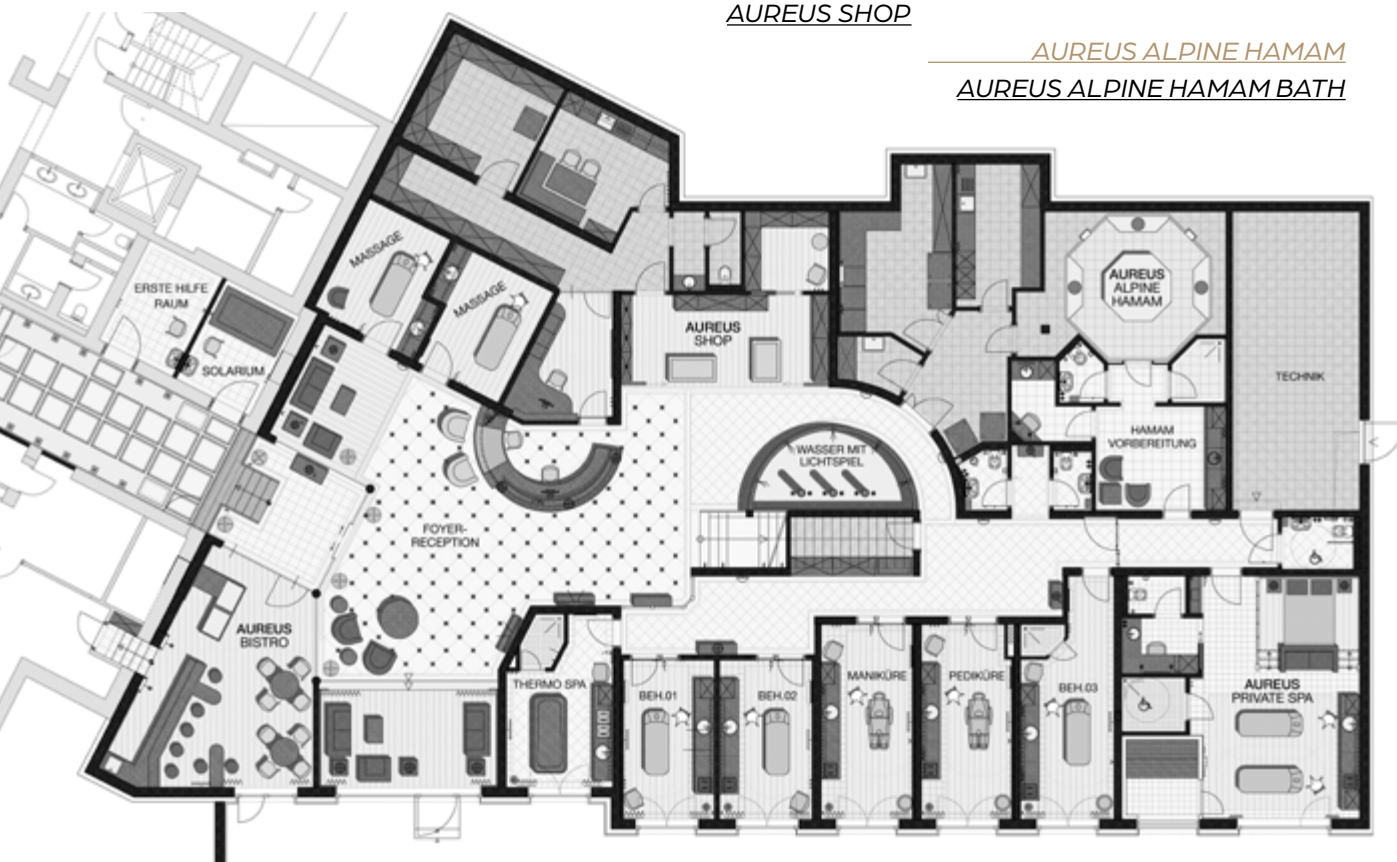 AUREUS SHOP
AUREUS ALPINE HAMAM
AUREUS ALPINE HAMAM BATH
MASSAGE
MASSAGE
ERSTE HILFE
RAUM
SOLARIUM
AUREUS
SHOP
AUREUS
ALPINE
HAMAM
TECHNIK
HAMAM
VORBEREITUNG
WASSER MIT
LICHTSPIEL
FOYER-
RECEPTION
AUREUS
BISTRO
THERMO SPA
BEH.01
BEH.02
MANIKÜRE
PEDIKÜRE
BEH.03
AUREUS
PRIVATE SPA